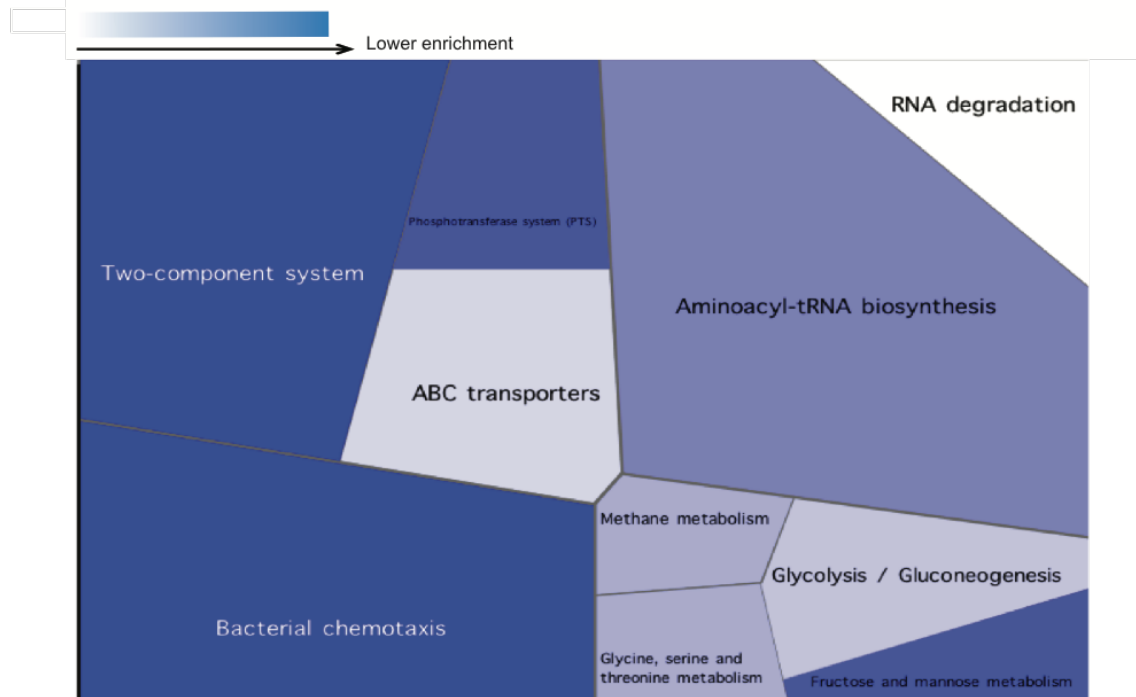 Lower enrichment
RNA degradation
Phosphotransferase system (PTS)
Two-component system
Aminoacyl-tRNA biosynthesis
ABC transporters
Methane metabolism
Glycolysis / Gluconeogenesis
Bacterial chemotaxis
Glycine, serine and
threonine metabolism
Fructose and mannose metabolism